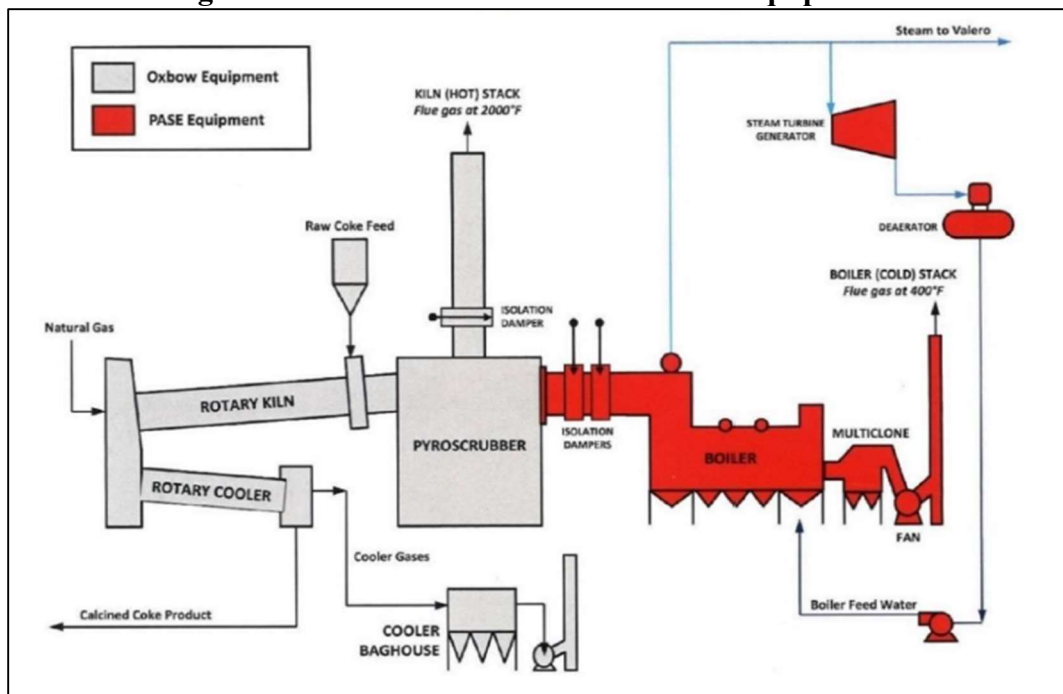 Oxbow Equipment
PASE Equipment
KILN (HOT) STACK
Flue gas at 2000°F
Steam to Valero
STEAM TURBINE
GENERATOR
DEAERATOR
Raw Coke Feed
BOILER (COLD) STACK
Flue gas at 400°F
ISOLATION
DAMPER
Natural Gas
ROTARY KILN
PYROSCRUBBER
ISOLATION
DAMPERS
BOILER
MULTICLONE
ROTARY COOLER
FAN
Cooler Gases
Calcined Coke Product
COOLER
BAGHOUSE
Boiler Feed Water